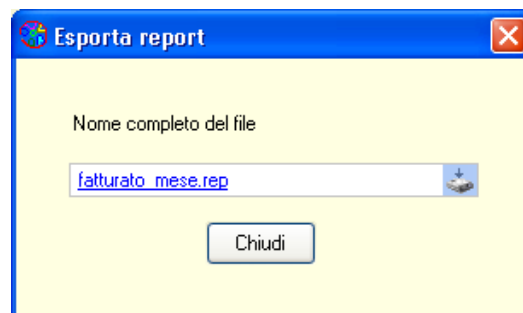 Esporta report
Nome completo del file
fatturato_mese.rep
Chiudi